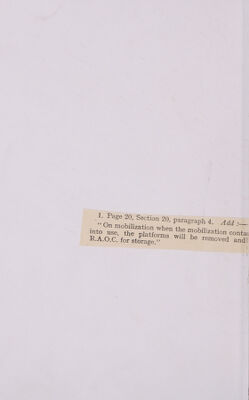 1. Page 20, Section 20, paragraph 4. Add :—
"On mobilization when the mobilization
into use, the platforms will be removed and
R.A.O.C. for storage."